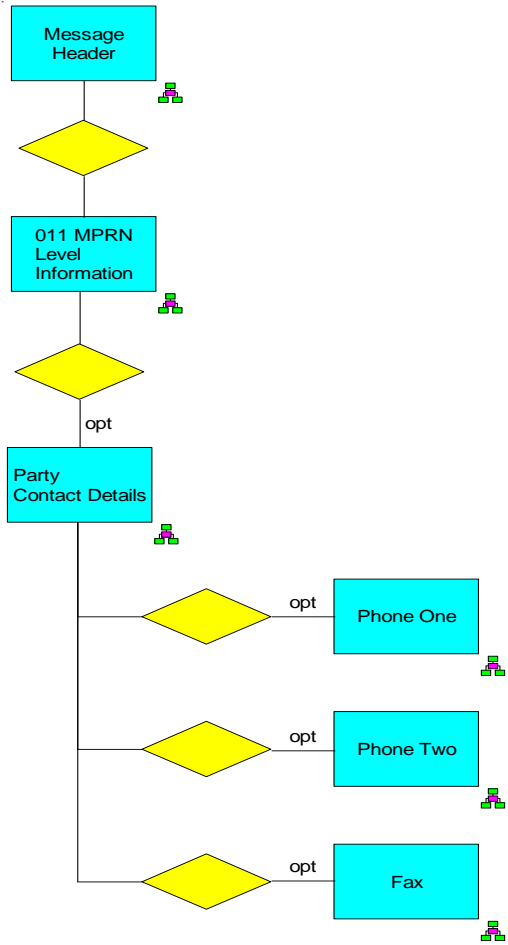 Message
Header
011 MPRN
Level
Information
opt
Party
Contact Details
opt
Phone One
opt
Phone Two
opt
Fax